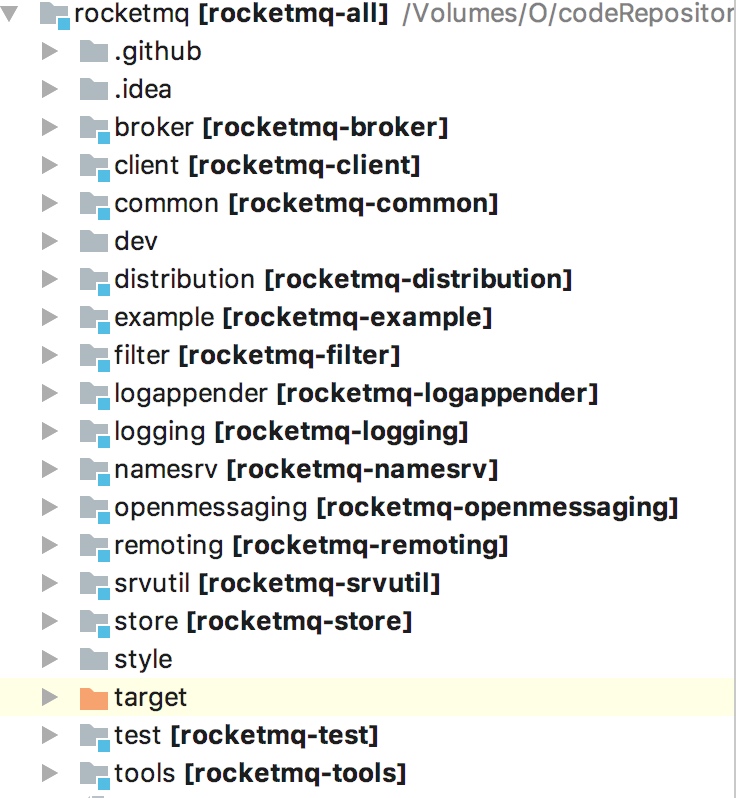 rocketmq [rocketmq-all] /Volumes/O/codeRepositor
.github
.idea
broker [rocketmq-broker]
client [rocketmq-client]
common [rocketmq-common]
dev
distribution [rocketmq-distribution]
example [rocketmq-example]
filter [rocketmq-filter]
logappender [rocketmq-logappender]
logging [rocketmq-logging]
namesrv [rocketmq-namesrv]
openmessaging [rocketmq-openmessaging]
remoting [rocketmq-remoting]
srvutil [rocketmq-srvutil]
store [rocketmq-store]
style
target
test [rocketmq-test]
tools [rocketmq-tools]